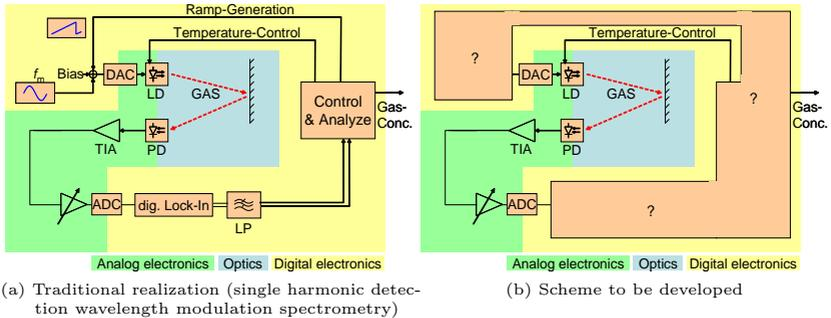 Ramp-Generation
Temperature-Control
fm
Bias
DAC
LD
GAS
Control
& Analyze
Gas-
Conc.
TIA
PD
ADC
dig. Lock-In
LP
Analog electronics
Optics
Digital electronics
(a) Traditional realization (single harmonic detec-
tion wavelength modulation spectrometry)
Temperature-Control
?
DAC
LD
GAS
?
Gas-
Conc.
TIA
PD
ADC
?
Analog electronics
Optics
Digital electronics
(b) Scheme to be developed